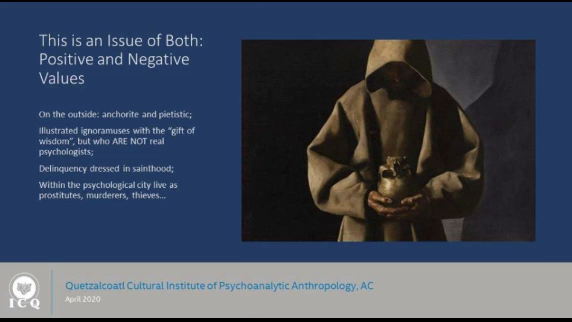 This is an Issue of Both:
Positive and Negative
Values
On the outside: anchorite and pietistic;
Illustrated ignoramuses with the "gift of
wisdom", but who ARE NOT real
psychologists;
Delinquency dressed in sainthood;
Within the psychological city live as
prostitutes, murderers, thieves...
ICQ
Quetzalcoatl Cultural Institute of Psychoanalytic Anthropology, AC
April 2020